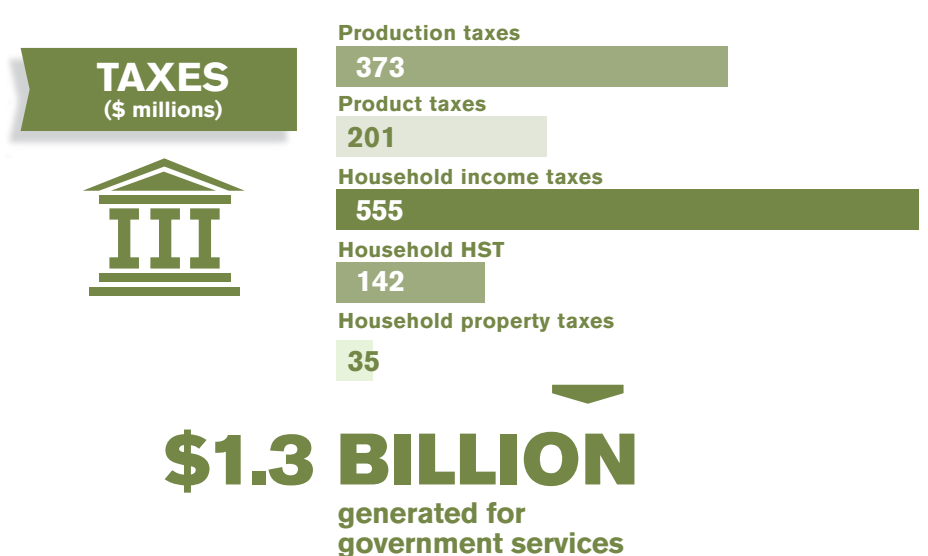 TAXES
($ millions)
Production taxes
373
Product taxes
201
Household income taxes
555
Household HST
142
Household property taxes
35
$1.3 BILLION
generated for
government services